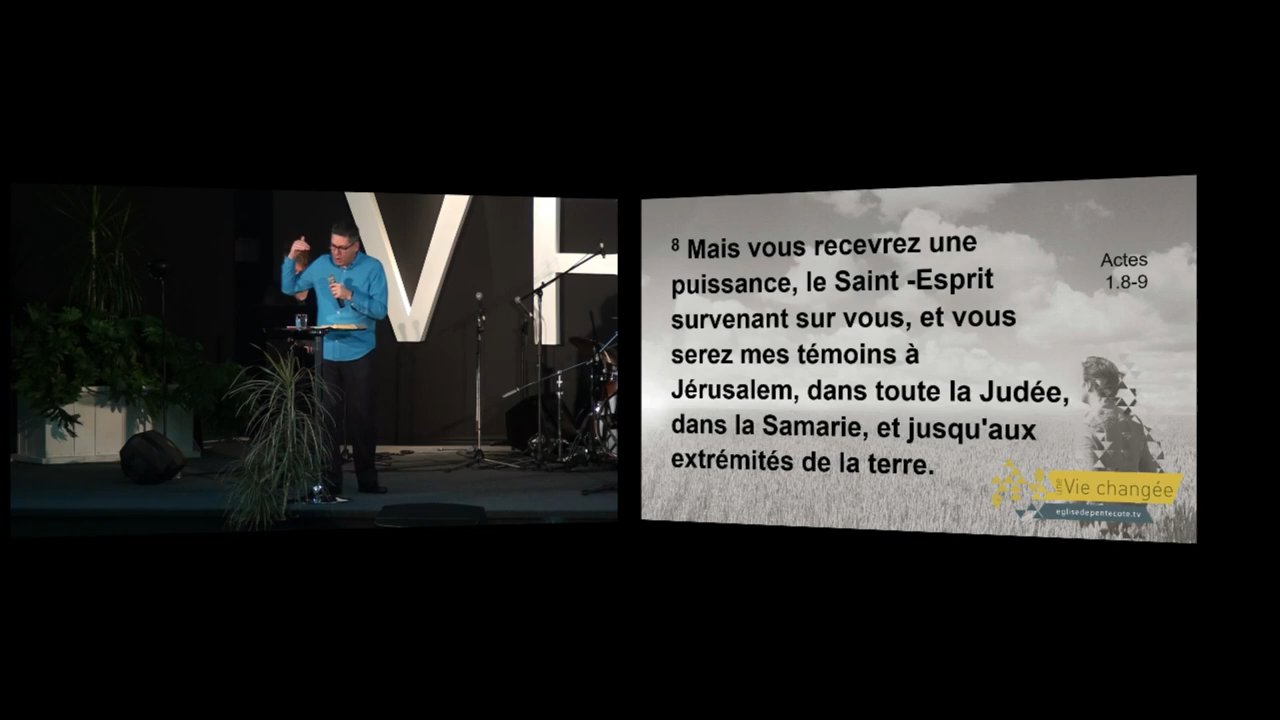 VE
⁸ Mais vous recevrez une
puissance, le Saint -Esprit
survenant sur vous, et vous
serez mes témoins à
Jérusalem, dans toute la Judée,
dans la Samarie, et jusqu'aux
extrémités de la terre.
Actes
1.8-9
une
Vie changée
eglisedepentecote.tv